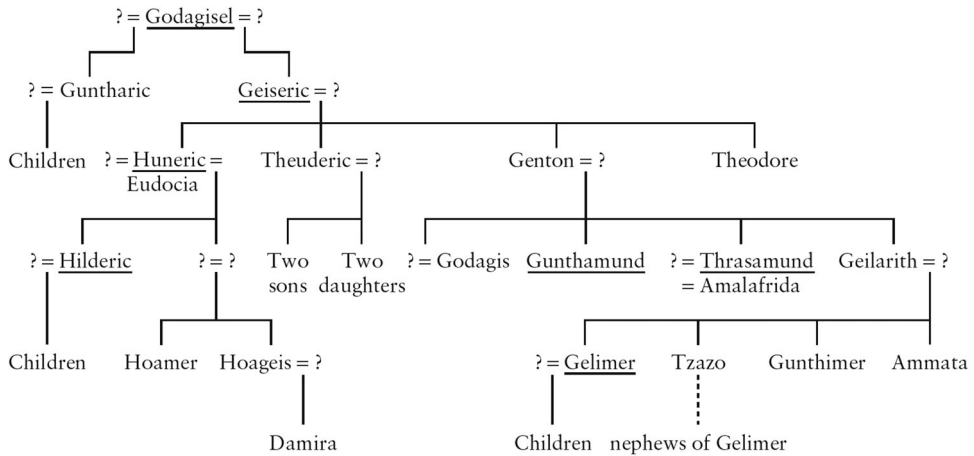 ? = Godagisel = ?
? = Guntharic Geiseric = ?
Children ? = Huneric = Theuderic = ? Genton = ? Theodore
Eudocia
? = Hilderic ? = ? Two Two ? = Godagis Gunthamund ? = Thrasamund Geilarith = ?
sons daughters = Amalafrida
Children Hoamer Hoageis = ? ? = Gelimer Tzazo Gunthimer Ammata
Damira Children nephews of Gelimer